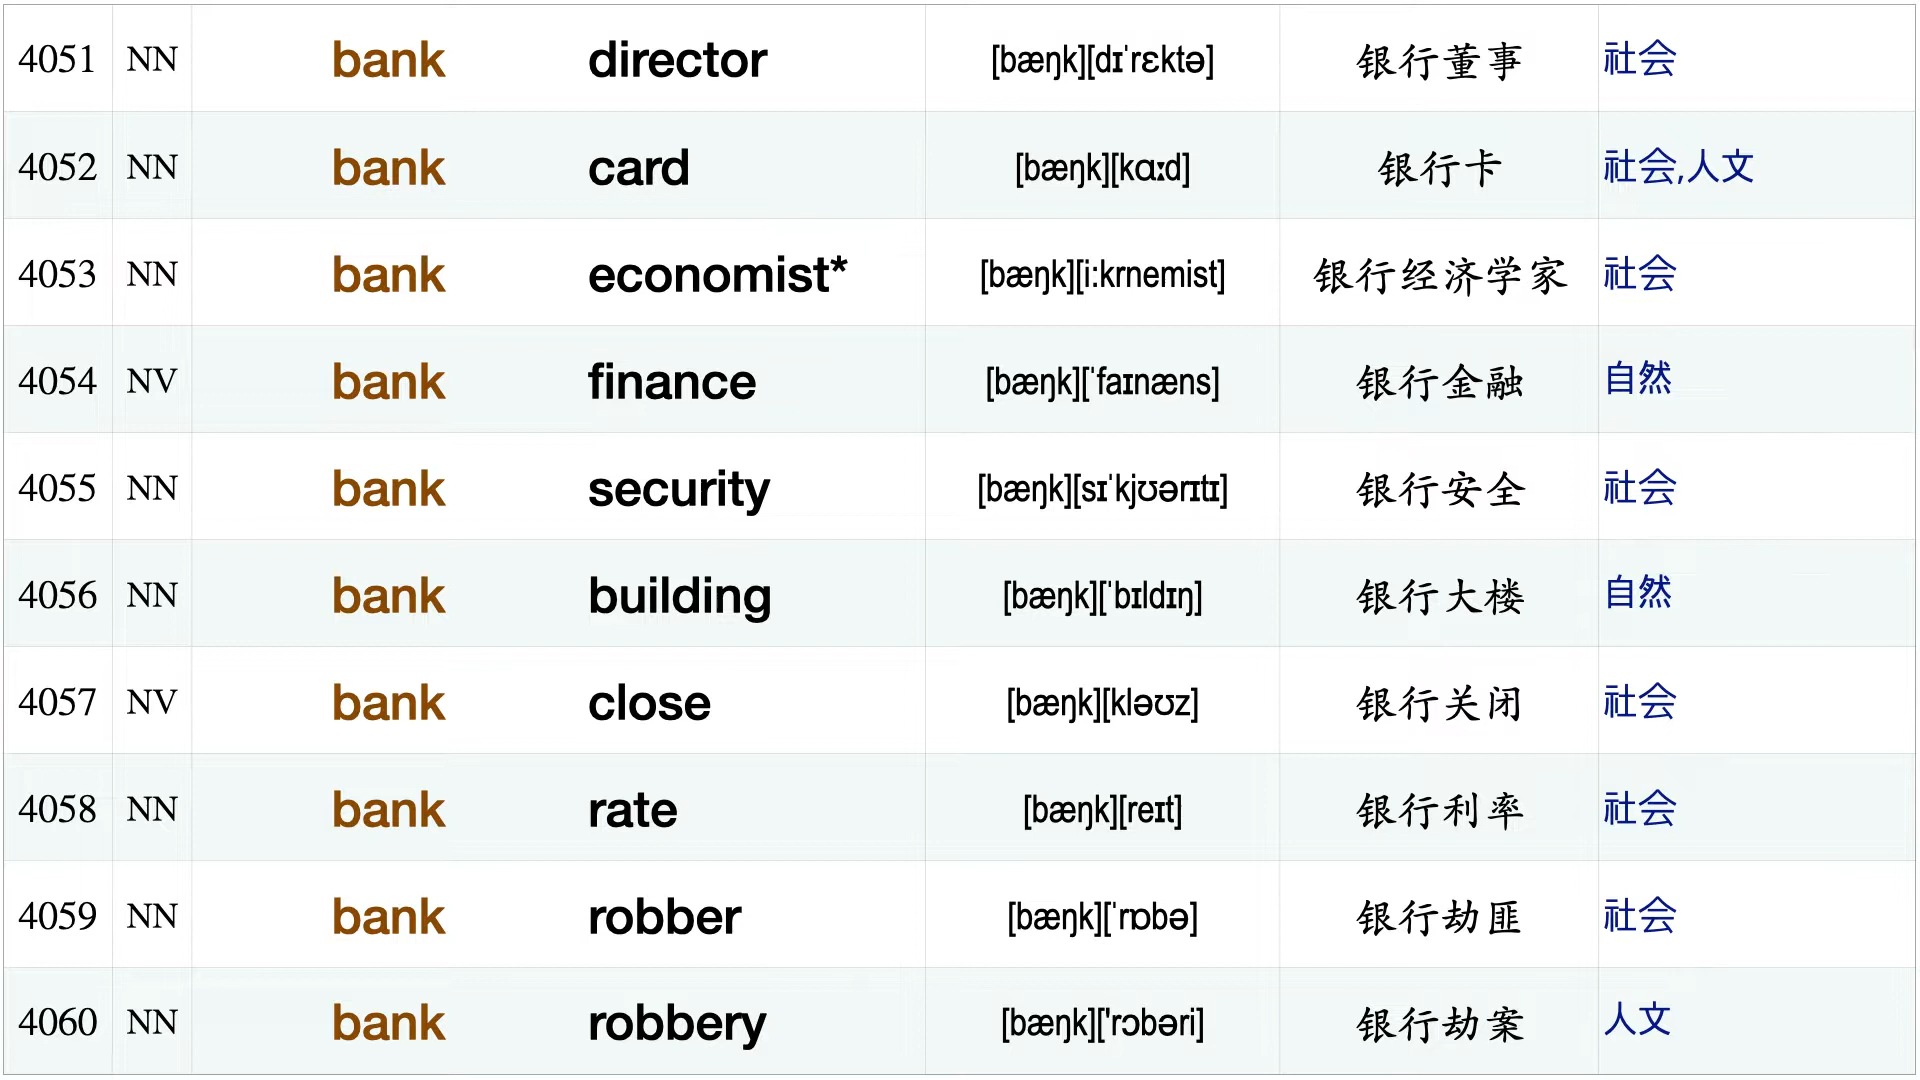 4051 NN bank director [bæŋk][dɪˈrɛktə] 银行董事 社会
4052 NN bank card [bæŋk][kɑːd] 银行卡 社会,人文
4053 NN bank economist* [bæŋk][i:krnemist] 银行经济学家 社会
4054 NV bank finance [bæŋk][ˈfaɪnæns] 银行金融 自然
4055 NN bank security [bæŋk][sɪˈkjʊərɪtɪ] 银行安全 社会
4056 NN bank building [bæŋk][ˈbɪldɪŋ] 银行大楼 自然
4057 NV bank close [bæŋk][kləʊz] 银行关闭 社会
4058 NN bank rate [bæŋk][reɪt] 银行利率 社会
4059 NN bank robber [bæŋk][ˈrɒbə] 银行劫匪 社会
4060 NN bank robbery [bæŋk]['rɔbəri] 银行劫案 人文